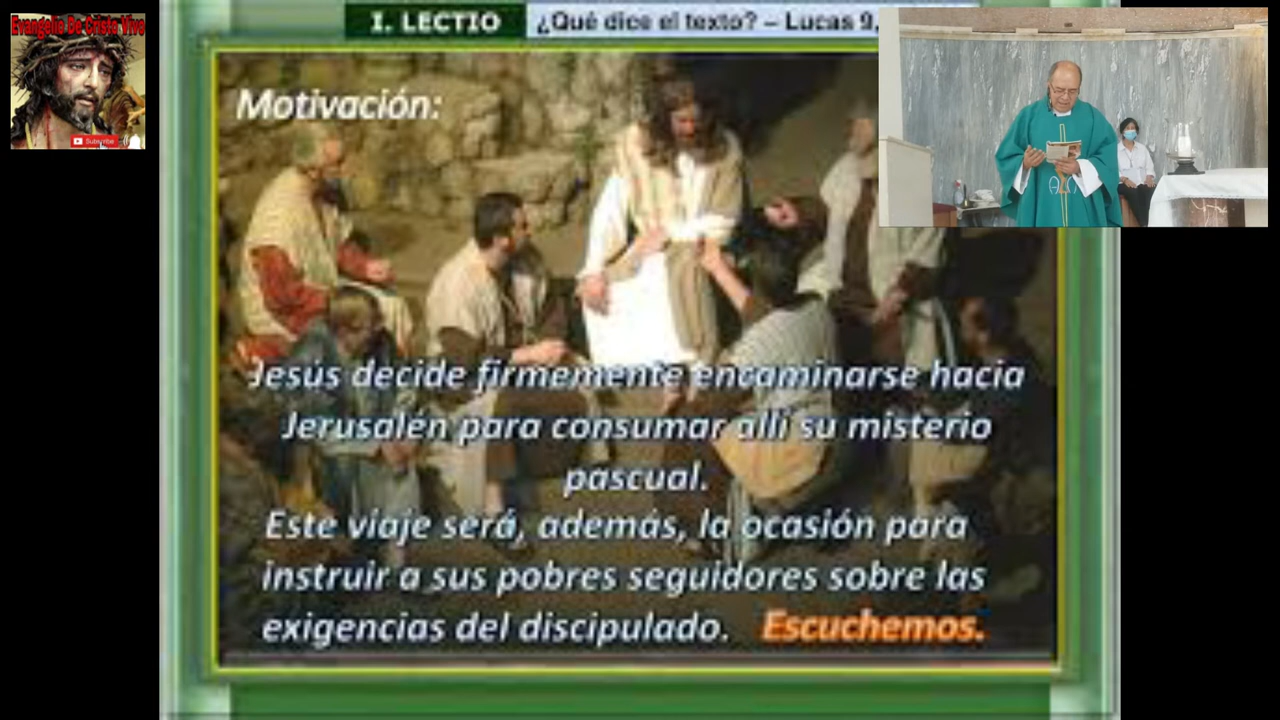 Evangelio De Cristo Vive
Subscribe
I. LECTIO
¿Qué dice el texto? – Lucas 9,
Motivación:
Jesús decide firmemente encaminarse hacia
Jerusalén para consumar allí su misterio
pascual.
Este viaje será, además, la ocasión para
instruir a sus pobres seguidores sobre las
exigencias del discipulado. Escuchemos.